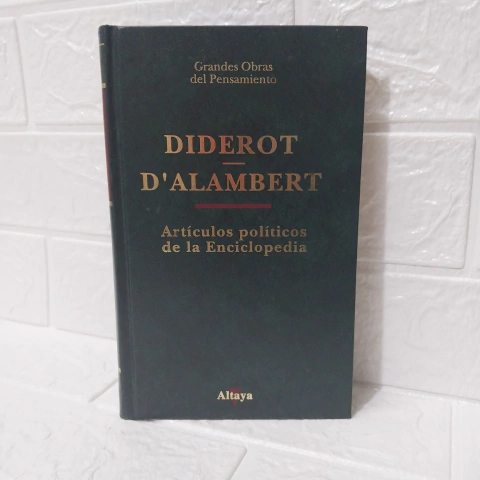 Grandes Obras
del Pensamiento
DIDEROT
D'ALAMBERT
Artículos políticos
de la Enciclopedia
Altaya